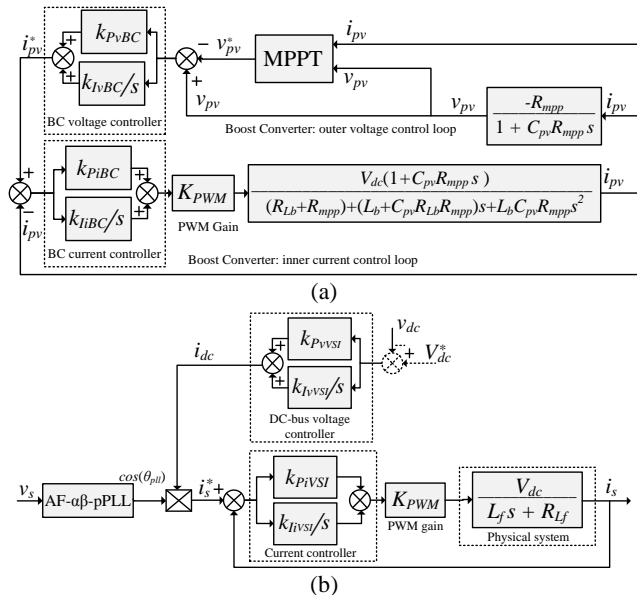 i*pv
kPvBC
+
+
kIvBC/s
BC voltage controller
−
v*pv
+
vpv
MPPT
ipv
vpv
vpv
-Rmpp
1 + CpvRmpp s
ipv
Boost Converter: outer voltage control loop
+
−
ipv
kPiBC
+
+
kIiBC/s
BC current controller
KPWM
PWM Gain
Vdc(1+CpvRmpp s )
(RLb+Rmpp)+(Lb+CpvRLbRmpp)s+LbCpvRmpps²
ipv
Boost Converter: inner current control loop
(a)
idc
kPvVSI
+
+
kIvVSI/s
DC-bus voltage
controller
vdc
−
+
V*dc
vs
AF-αβ-pPLL
cos(θpll)
i*s
+
-
kPiVSI
kIiVSI/s
Current controller
KPWM
PWM gain
Vdc
Lf s + RLf
Physical system
is
(b)